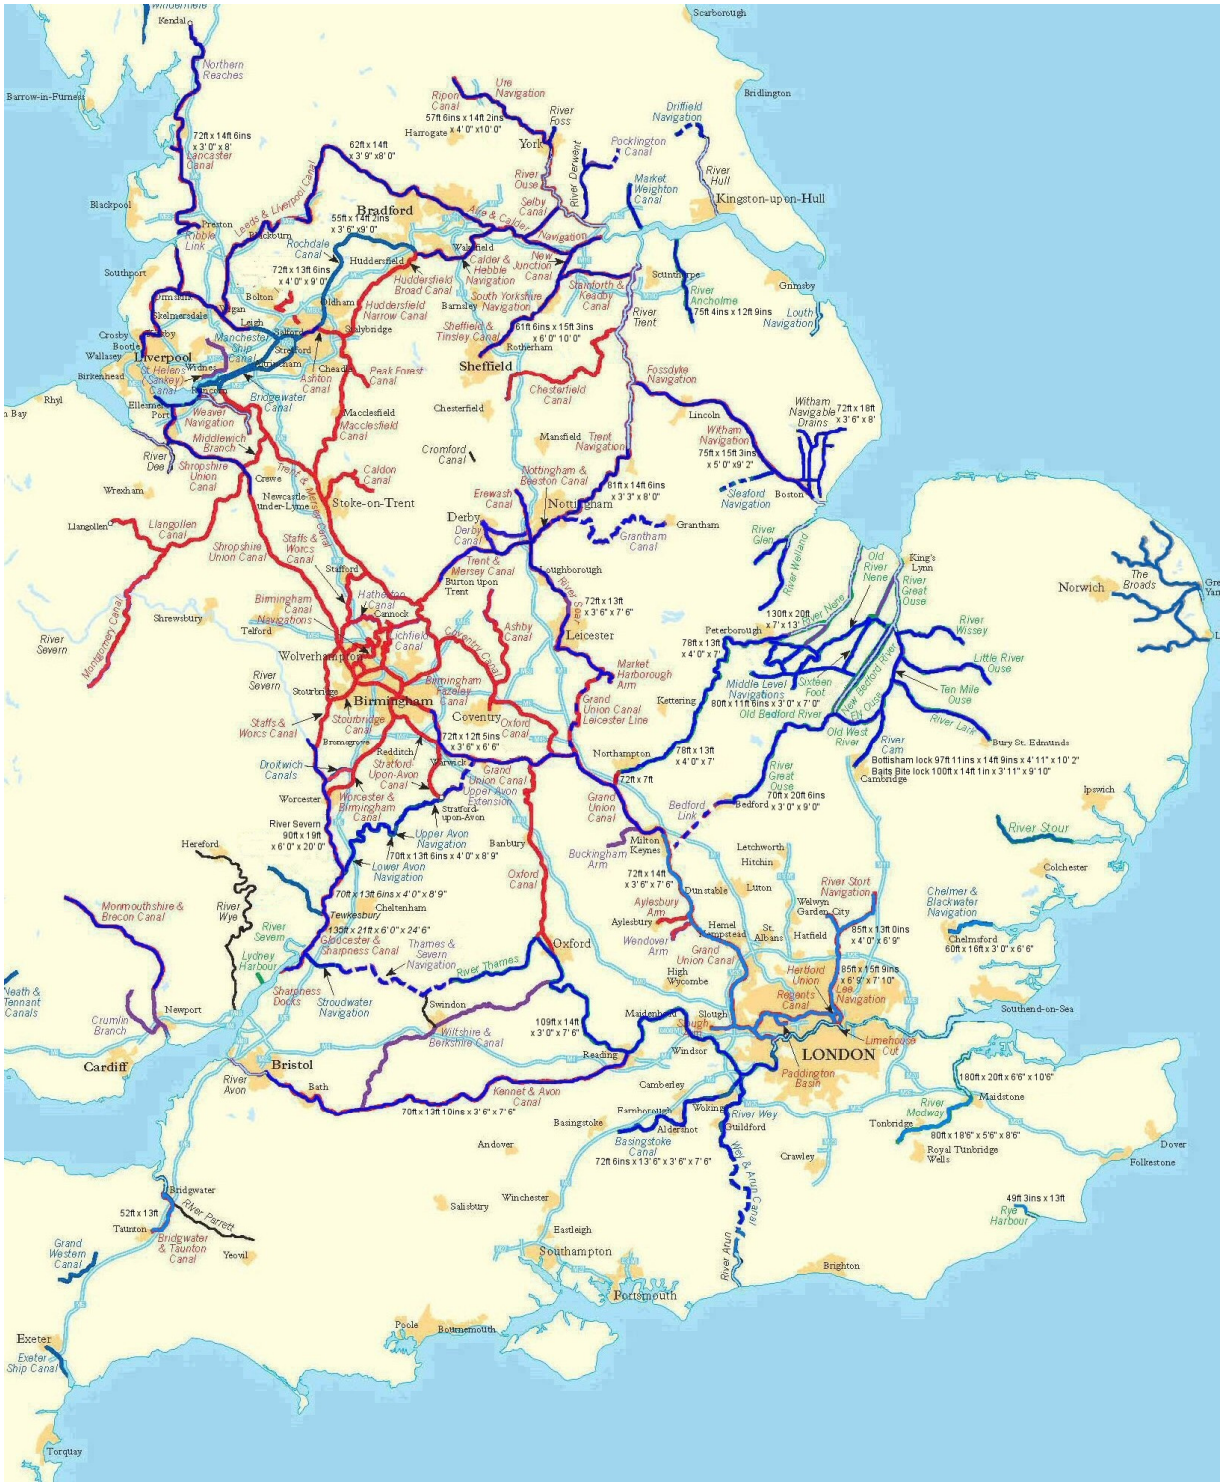 Windermere
Kendal
Scarborough
Northern
Reaches
Barrow-in-Furness
Bridlington
Ure
Navigation
Ripon
Canal
57ft 6ins x 14ft 2ins
x 4' 0" x10' 0"
Harrogate
River
Foss
York
Driffield
Navigation
Pocklington
Canal
72ft x 14ft 6ins
x 3' 0" x 8'
Lancaster
Canal
62ft x 14ft
x 3' 9" x8' 0"
River
Ouse
River Derwent
Market
Weighton
Canal
River
Hull
Kingston-upon-Hull
Blackpool
Preston
Ribble
Link
Leeds & Liverpool Canal
Blackburn
Bradford
55ft x 14ft 2ins
x 3' 6" x9' 0"
Selby
Canal
Aire & Calder
Navigation
Rochdale
Canal
Huddersfield
Wakefield
Calder &
Hebble
Navigation
New
Junction
Canal
Southport
72ft x 13ft 6ins
x 4' 0" x 9' 0"
Huddersfield
Broad Canal
Stainforth &
Keadby
Canal
Scunthorpe
Grimsby
Ormskirk
Bolton
Oldham
Huddersfield
Narrow Canal
Barnsley
South Yorkshire
Navigation
River
Ancholme
75ft 4ins x 12ft 9ins
Louth
Navigation
Skelmersdale
Wigan
Leigh
Salford
Stalybridge
Sheffield &
Tinsley Canal
61ft 6ins x 15ft 3ins
x 6' 0" 10' 0"
River
Trent
Crosby
Bootle
Wallasey
Kirkby
Manchester
Ship
Canal
Stretford
Altrincham
Rotherham
Liverpool
Birkenhead
St Helens
(Sankey)
Canal
Widnes
Runcorn
Cheadle
Ashton
Canal
Peak Forest
Canal
Sheffield
Chesterfield
Canal
Fossdyke
Navigation
Rhyl
n Bay
Ellesmere
Port
Bridgewater
Canal
Weaver
Navigation
Macclesfield
Macclesfield
Canal
Chesterfield
Lincoln
Witham
Navigable
Drains
72ft x 18ft
x 3' 6" x 8'
Middlewich
Branch
Cromford
Canal
Mansfield
Trent
Navigation
Witham
Navigation
75ft x 15ft 3ins
x 5' 0" x9' 2"
River
Dee
Shropshire
Union
Canal
Crewe
Trent & Mersey Canal
Caldon
Canal
Nottingham &
Beeston Canal
81ft x 14ft 6ins
x 3' 3" x 8' 0"
Wrexham
Newcastle
under-Lyme
Stoke-on-Trent
Erewash
Canal
Nottingham
Sleaford
Navigation
Boston
Llangollen
Llangollen
Canal
Shropshire
Union Canal
Staffs &
Worcs
Canal
Derby
Derby
Canal
Grantham
Grantham
Canal
River
Glen
River Welland
Old
River
Nene
King's
Lynn
Stafford
Trent &
Mersey Canal
Burton upon
Trent
Loughborough
River Soar
River
Great
Ouse
River Nene
Norwich
The
Broads
Montgomery Canal
Birmingham
Canal
Navigations
Hatherton
Canal
Cannock
72ft x 13ft
x 3' 6" x 7' 6"
130ft x 20ft
x 7' x 13'
Shrewsbury
Telford
Lichfield
Canal
Coventry Canal
Ashby
Canal
Leicester
Peterborough
78ft x 13ft
x 4' 0" x 7'
River
Wissey
River
Severn
Wolverhampton
Birmingham
Fazeley
Canal
Market
Harborough
Arm
Middle Level
Navigations
Sixteen
Foot
New Bedford River
Ely Ouse
Little River
Ouse
River
Severn
Stourbridge
Birmingham
Grand
Union Canal
Leicester Line
Kettering
80ft x 11ft 6ins x 3' 0" x 7' 0"
Old Bedford River
Ten Mile
Ouse
Staffs &
Worcs Canal
Stourbridge
Canal
Coventry
Oxford
Canal
72ft x 12ft 5ins
x 3' 6" x 6' 6"
Old West
River
River Lark
Bromsgrove
Redditch
Stratford
Upon-Avon
Canal
Warwick
Northampton
78ft x 13ft
x 4' 0" x 7'
River
Cam
Bury St. Edmunds
Droitwich
Canals
Grand
Union Canal
Upper Avon
Extension
72ft x 7ft
River
Great
Ouse
Bottisham lock 97ft 11ins x 14ft 9ins x 4' 11" x 10' 2"
Baits Bite lock 100ft x 14ft 1in x 3' 11" x 9' 10"
Cambridge
Worcester
Worcester &
Birmingham
Canal
Stratford-
upon-Avon
Grand
Union
Canal
Bedford
Link
Bedford
70ft x 20ft 6ins
x 3' 0" x 9' 0"
Ipswich
River Severn
90ft x 19ft
x 6' 0" x 20' 0"
Upper Avon
Navigation
70ft x 13ft 6ins x 4' 0" x 8' 9"
River Stour
Hereford
Banbury
Buckingham
Arm
Milton
Keynes
Letchworth
Hitchin
Lower Avon
Navigation
Oxford
Canal
72ft x 14ft
x 3' 6" x 7' 6"
Dunstable
Luton
Colchester
70ft x 13ft 6ins x 4' 0" x 8' 9"
Monmouthshire &
Brecon Canal
River
Wye
Tewkesbury
Cheltenham
Aylesbury
Arm
Aylesbury
Welwyn
Garden City
River Stort
Navigation
Chelmer &
Blackwater
Navigation
River
Severn
135ft x 21ft x 6' 0" x 24' 6"
Gloucester &
Sharpness Canal
Thames &
Severn
Navigation
Oxford
Wendover
Arm
Hemel
Hempstead
St.
Albans
Hatfield
85ft x 13ft 0ins
x 4' 0" x 6' 9"
Chelmsford
60ft x 16ft x 3' 0" x 6' 6"
Lydney
Harbour
River Thames
Grand
Union Canal
High
Wycombe
Hertford
Union
85ft x 15ft 9ins
x 6' 9" x 7' 10"
Neath &
Tennant
Canals
Sharpness
Docks
Stroudwater
Navigation
Swindon
Regents
Canal
Lee
Navigation
Newport
Crumlin
Branch
Wiltshire &
Berkshire Canal
109ft x 14ft
x 3' 0" x 7' 6"
Maidenhead
Slough
Slough
Arm
Southend-on-Sea
Cardiff
Bristol
Reading
Windsor
LONDON
Limehouse
Cut
River
Avon
Bath
Kennet & Avon
Canal
Paddington
Basin
Camberley
180ft x 20ft x 6'6" x 10'6"
70ft x 13ft 10ins x 3' 6" x 7' 6"
Farnborough
Woking
River Wey
River
Medway
Maidstone
Basingstoke
Aldershot
Guildford
Tonbridge
80ft x 18'6" x 5'6" x 8'6"
Basingstoke
Canal
72ft 6ins x 13' 6 x 3' 6" x 7' 6"
Andover
Wey & Arun Canal
Crawley
Royal Tunbridge
Wells
Dover
Folkestone
Bridgwater
52ft x 13ft
Taunton
River Parrett
Bridgwater
& Taunton
Canal
Yeovil
Salisbury
Winchester
49ft 3ins x 13ft
Rye
Harbour
Grand
Western
Canal
Eastleigh
Southampton
River Arun
Brighton
Portsmouth
Exeter
Exeter
Ship Canal
Poole
Bournemouth
Torquay